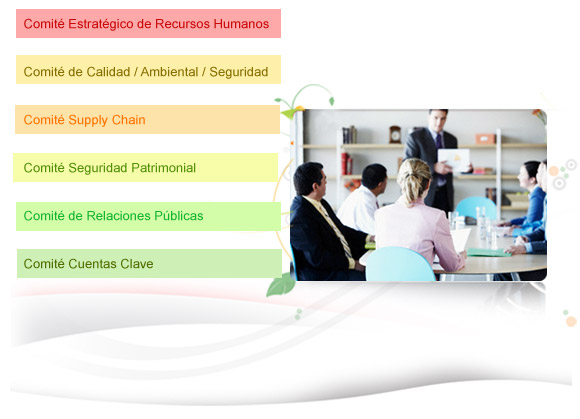 Comité Estratégico de Recursos Humanos
Comité de Calidad / Ambiental / Seguridad
Comité Supply Chain
Comité Seguridad Patrimonial
Comité de Relaciones Públicas
Comité Cuentas Clave